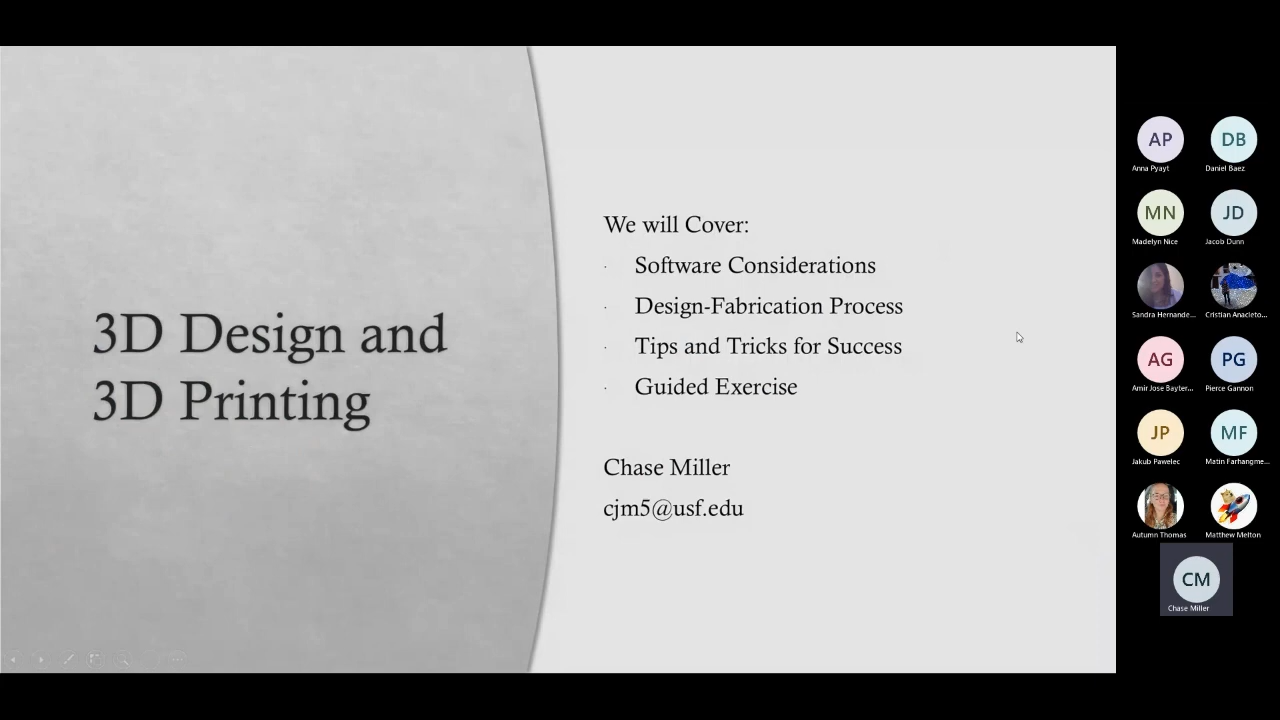 3D Design and
3D Printing
We will Cover:
· Software Considerations
· Design-Fabrication Process
· Tips and Tricks for Success
· Guided Exercise
Chase Miller
cjm5@usf.edu
AP
DB
Anna Pyayt
Daniel Baez
MN
JD
Madelyn Nice
Jacob Dunn
Sandra Hernande...
Cristian Anacleto...
AG
PG
Amir Jose Bayter...
Pierce Gannon
JP
MF
Jakub Pawelec
Matin Farhangme...
Autumn Thomas
Matthew Melton
CM
Chase Miller